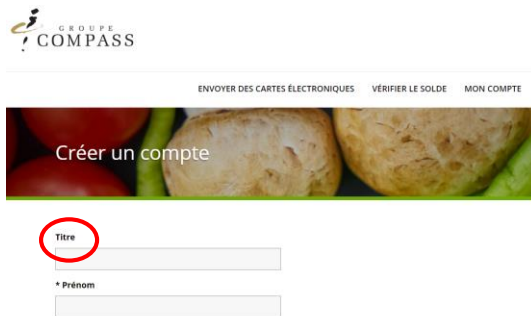 GROUPE
COMPASS
ENVOYER DES CARTES ÉLECTRONIQUES VÉRIFIER LE SOLDE MON COMPTE
Créer un compte
Titre
* Prénom